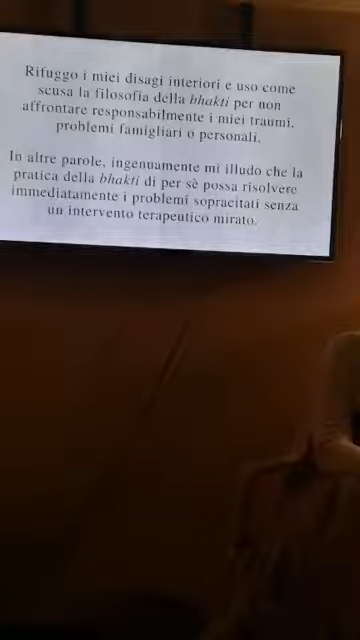 Rifuggo i miei disagi interiori e uso come
scusa la filosofia della bhakti per non
affrontare responsabilmente i miei traumi,
problemi famigliari o personali.
In altre parole, ingenuamente mi illudo che la
pratica della bhakti di per sè possa risolvere
immediatamente i problemi sopracitati senza
un intervento terapeutico mirato.